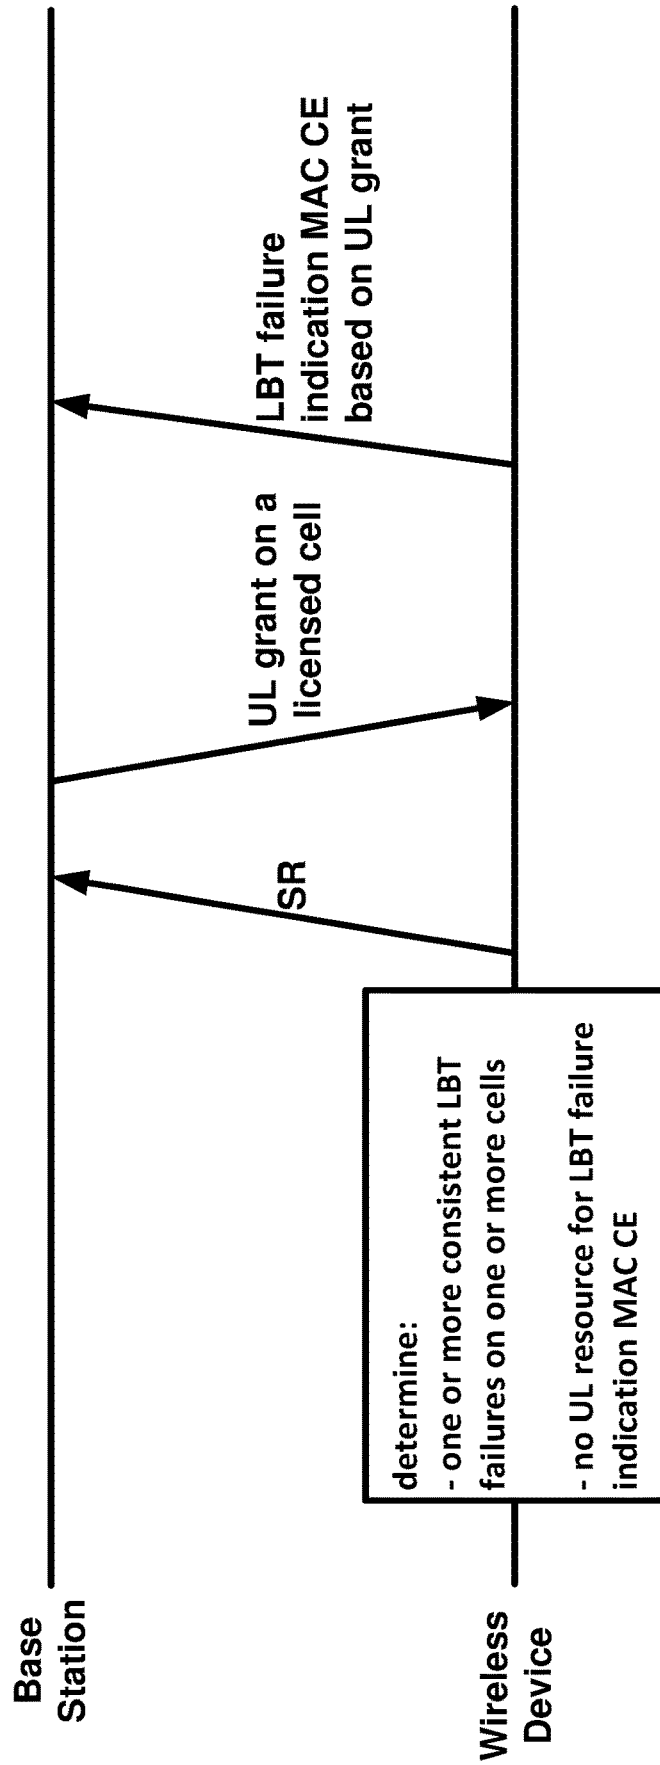 Base
Station
Wireless
Device
determine:
- one or more consistent LBT
failures on one or more cells
- no UL resource for LBT failure
indication MAC CE
SR
UL grant on a
licensed cell
LBT failure
indication MAC CE
based on UL grant